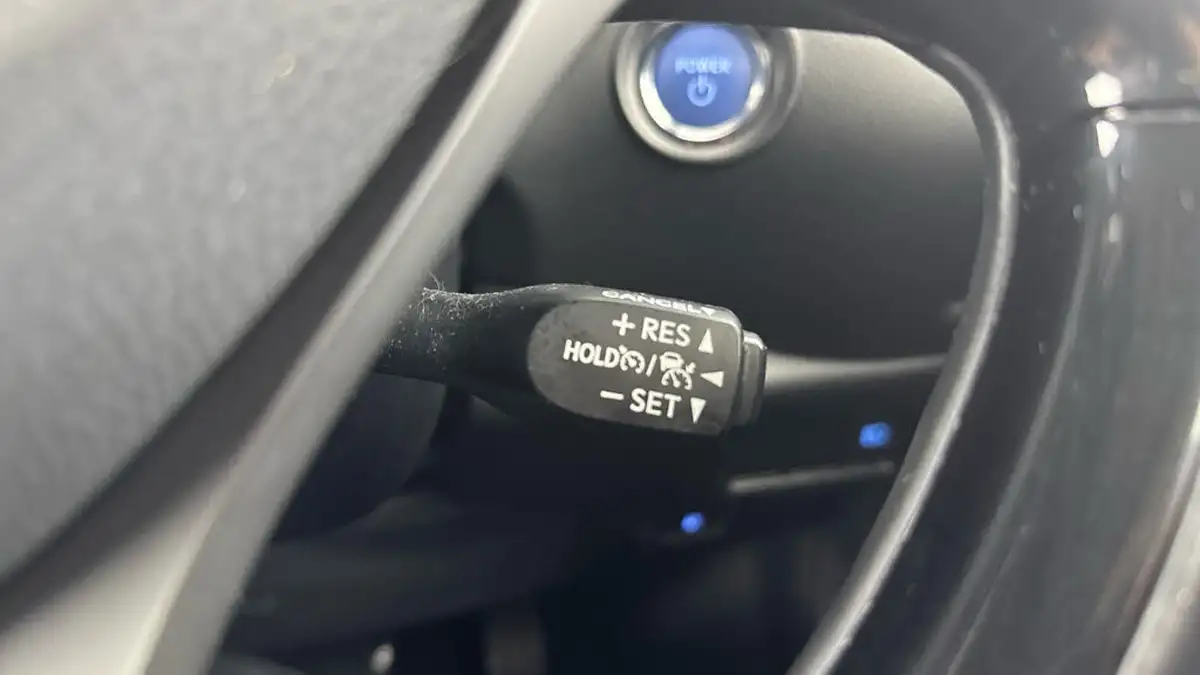 POWER
CANCEL▼
+ RES ▲
HOLD / ◀
− SET ▼